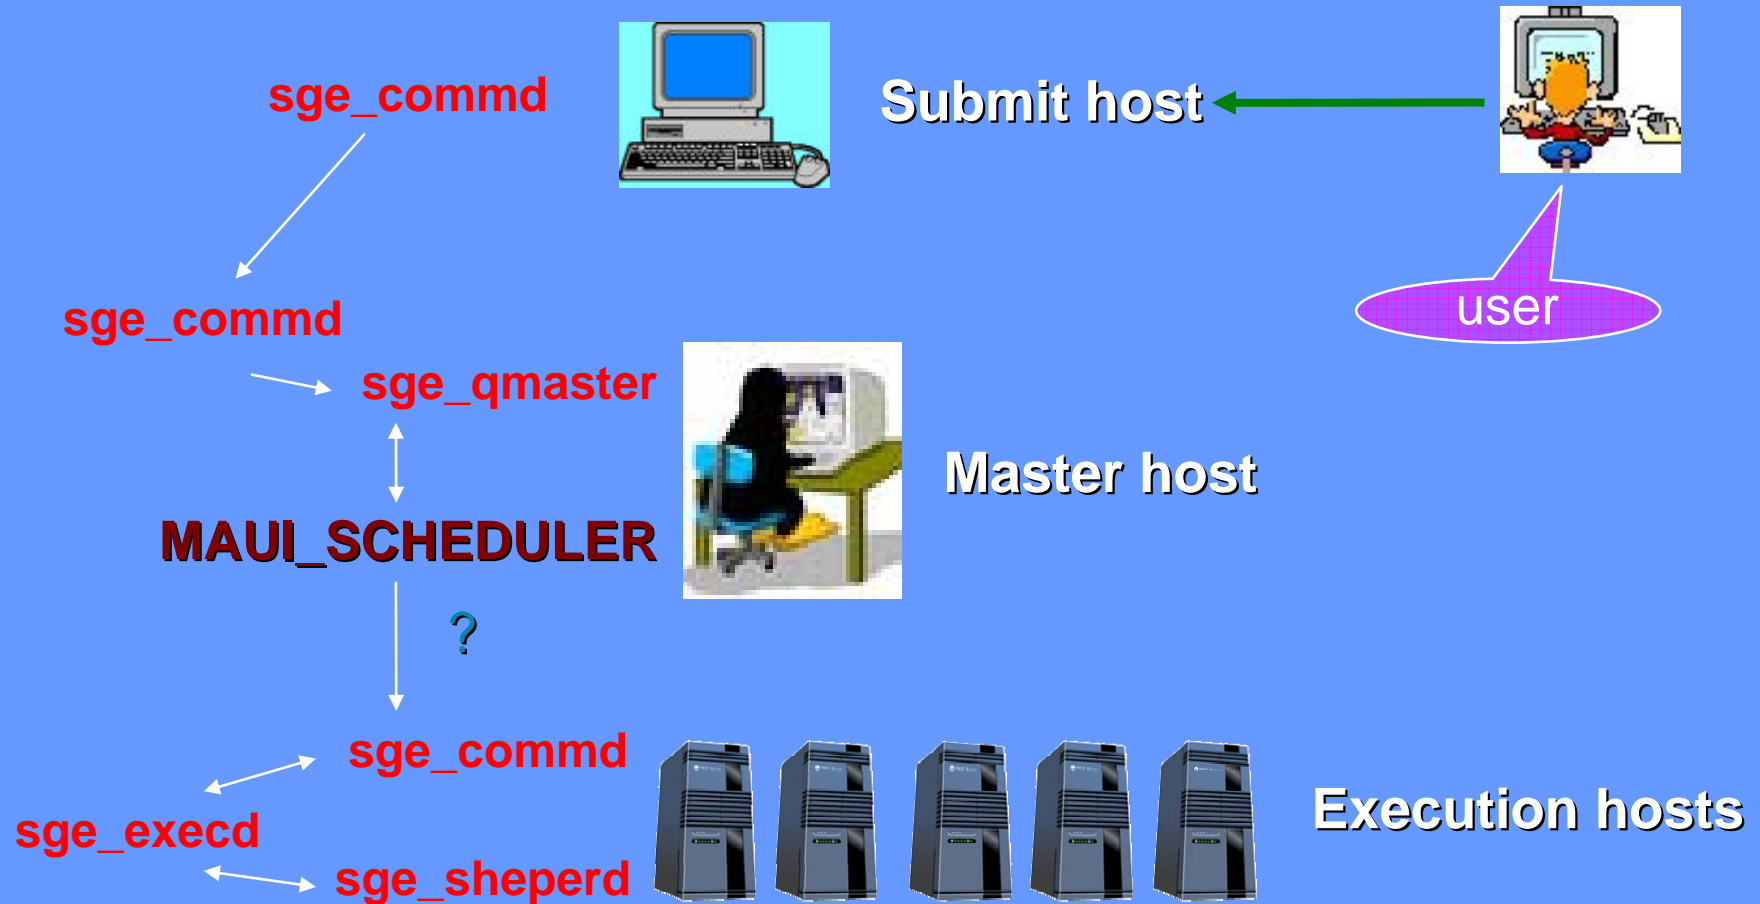 sge_commd
Submit host
user
sge_commd
sge_qmaster
Master host
MAUI_SCHEDULER
?
sge_commd
Execution hosts
sge_execd
sge_sheperd